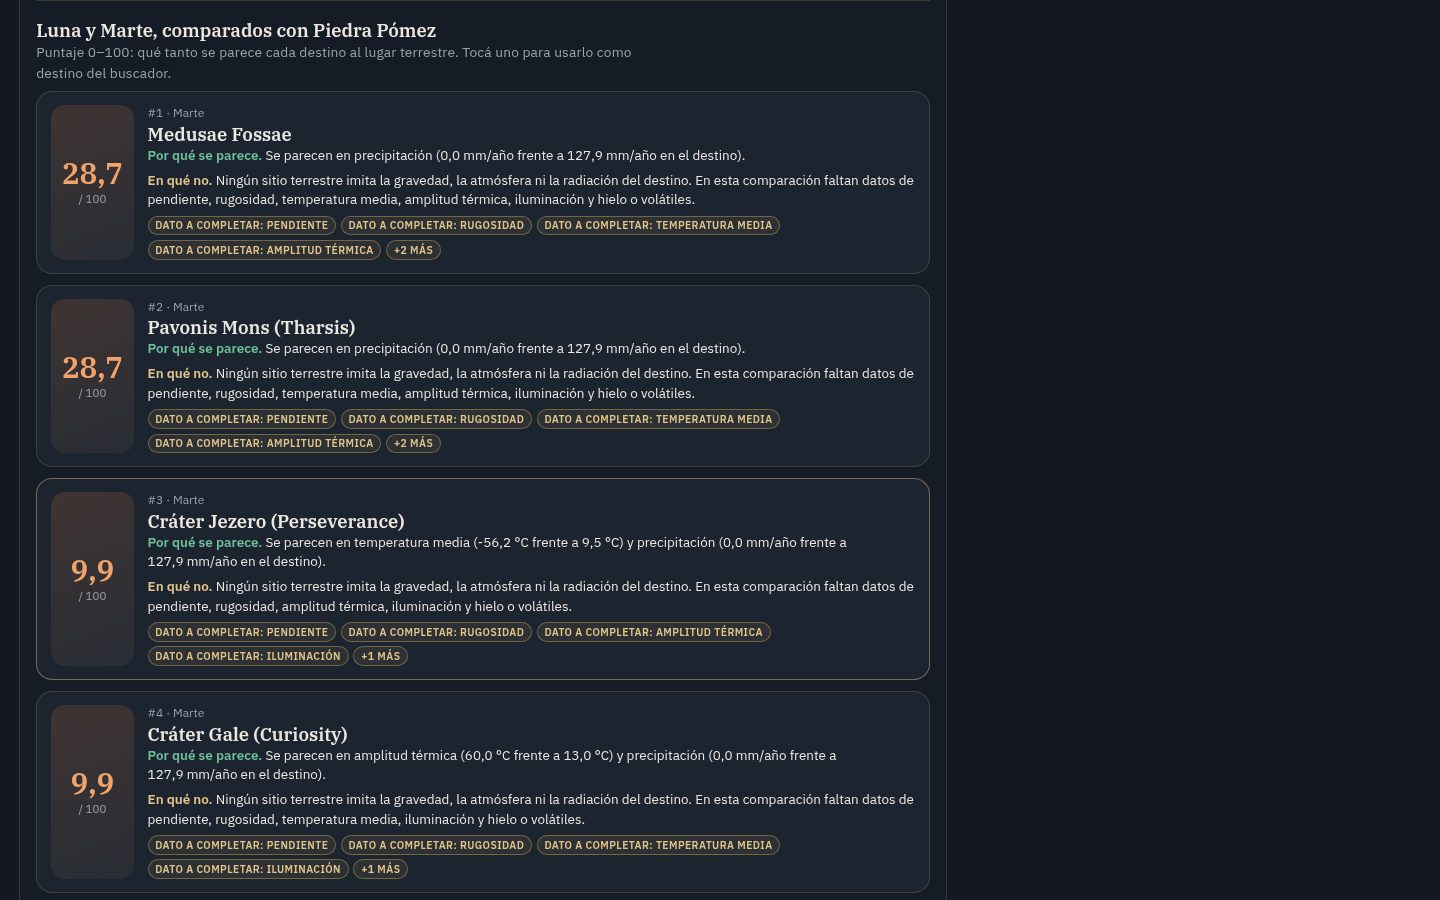 Luna y Marte, comparados con Piedra Pómez
Puntaje 0–100: qué tanto se parece cada destino al lugar terrestre. Tocá uno para usarlo como
destino del buscador.
28,7
/ 100
#1 · Marte
Medusae Fossae
Por qué se parece. Se parecen en precipitación (0,0 mm/año frente a 127,9 mm/año en el destino).
En qué no. Ningún sitio terrestre imita la gravedad, la atmósfera ni la radiación del destino. En esta comparación faltan datos de
pendiente, rugosidad, temperatura media, amplitud térmica, iluminación y hielo o volátiles.
DATO A COMPLETAR: PENDIENTE DATO A COMPLETAR: RUGOSIDAD DATO A COMPLETAR: TEMPERATURA MEDIA
DATO A COMPLETAR: AMPLITUD TÉRMICA +2 MÁS
28,7
/ 100
#2 · Marte
Pavonis Mons (Tharsis)
Por qué se parece. Se parecen en precipitación (0,0 mm/año frente a 127,9 mm/año en el destino).
En qué no. Ningún sitio terrestre imita la gravedad, la atmósfera ni la radiación del destino. En esta comparación faltan datos de
pendiente, rugosidad, temperatura media, amplitud térmica, iluminación y hielo o volátiles.
DATO A COMPLETAR: PENDIENTE DATO A COMPLETAR: RUGOSIDAD DATO A COMPLETAR: TEMPERATURA MEDIA
DATO A COMPLETAR: AMPLITUD TÉRMICA +2 MÁS
9,9
/ 100
#3 · Marte
Cráter Jezero (Perseverance)
Por qué se parece. Se parecen en temperatura media (-56,2 °C frente a 9,5 °C) y precipitación (0,0 mm/año frente a
127,9 mm/año en el destino).
En qué no. Ningún sitio terrestre imita la gravedad, la atmósfera ni la radiación del destino. En esta comparación faltan datos de
pendiente, rugosidad, amplitud térmica, iluminación y hielo o volátiles.
DATO A COMPLETAR: PENDIENTE DATO A COMPLETAR: RUGOSIDAD DATO A COMPLETAR: AMPLITUD TÉRMICA
DATO A COMPLETAR: ILUMINACIÓN +1 MÁS
9,9
/ 100
#4 · Marte
Cráter Gale (Curiosity)
Por qué se parece. Se parecen en amplitud térmica (60,0 °C frente a 13,0 °C) y precipitación (0,0 mm/año frente a
127,9 mm/año en el destino).
En qué no. Ningún sitio terrestre imita la gravedad, la atmósfera ni la radiación del destino. En esta comparación faltan datos de
pendiente, rugosidad, temperatura media, iluminación y hielo o volátiles.
DATO A COMPLETAR: PENDIENTE DATO A COMPLETAR: RUGOSIDAD DATO A COMPLETAR: TEMPERATURA MEDIA
DATO A COMPLETAR: ILUMINACIÓN +1 MÁS